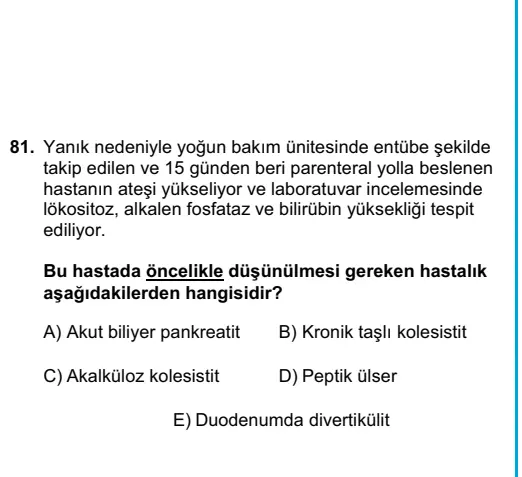 81. Yanık nedeniyle yoğun bakım ünitesinde entübe şekilde
takip edilen ve 15 günden beri parenteral yolla beslenen
hastanın ateşi yükseliyor ve laboratuvar incelemesinde
lökositoz, alkalen fosfataz ve bilirübin yüksekliği tespit
ediliyor.
Bu hastada öncelikle düşünülmesi gereken hastalık
aşağıdakilerden hangisidir?
A) Akut biliyer pankreatit B) Kronik taşlı kolesistit
C) Akalküloz kolesistit D) Peptik ülser
E) Duodenumda divertikülit